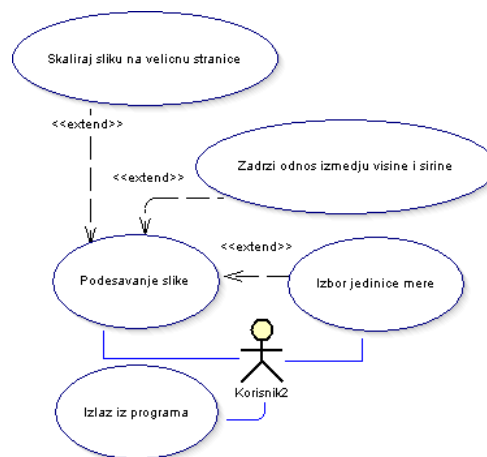 Skaliraj sliku na velicnu stranice
<<extend>>
Zadrzi odnos izmedju visine i sirine
<<extend>>
<<extend>>
Podesavanje slike
Izbor jedinice mere
Korisnik2
Izlaz iz programa